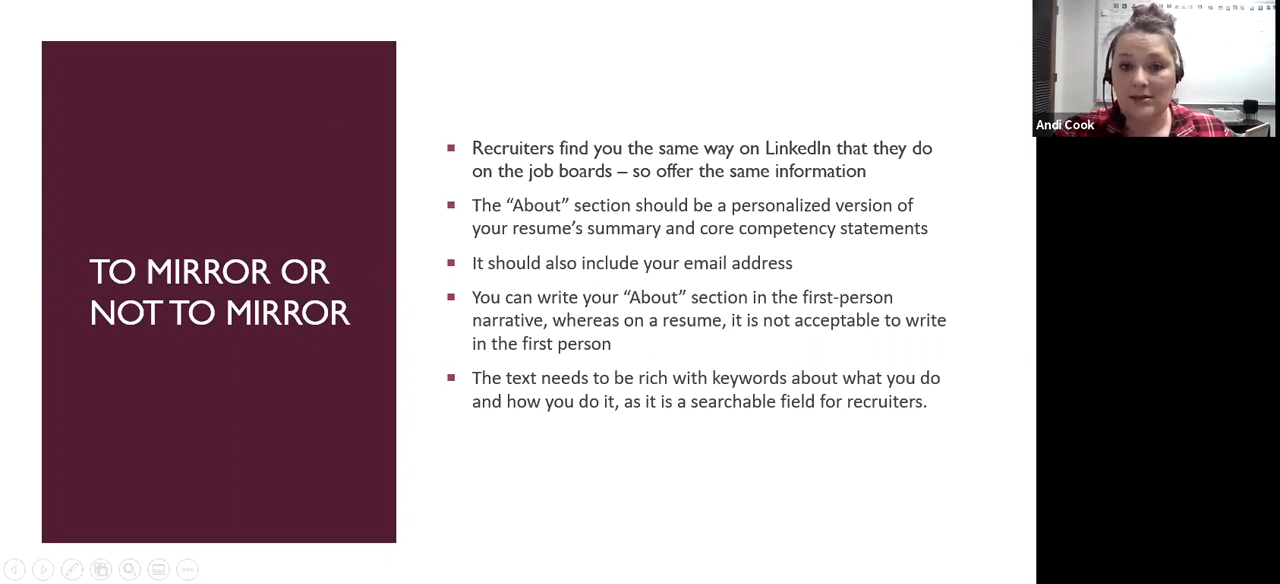 TO MIRROR OR
NOT TO MIRROR
Recruiters find you the same way on LinkedIn that they do
on the job boards – so offer the same information
The “About” section should be a personalized version of
your resume’s summary and core competency statements
It should also include your email address
You can write your “About” section in the first-person
narrative, whereas on a resume, it is not acceptable to write
in the first person
The text needs to be rich with keywords about what you do
and how you do it, as it is a searchable field for recruiters.
Andi Cook